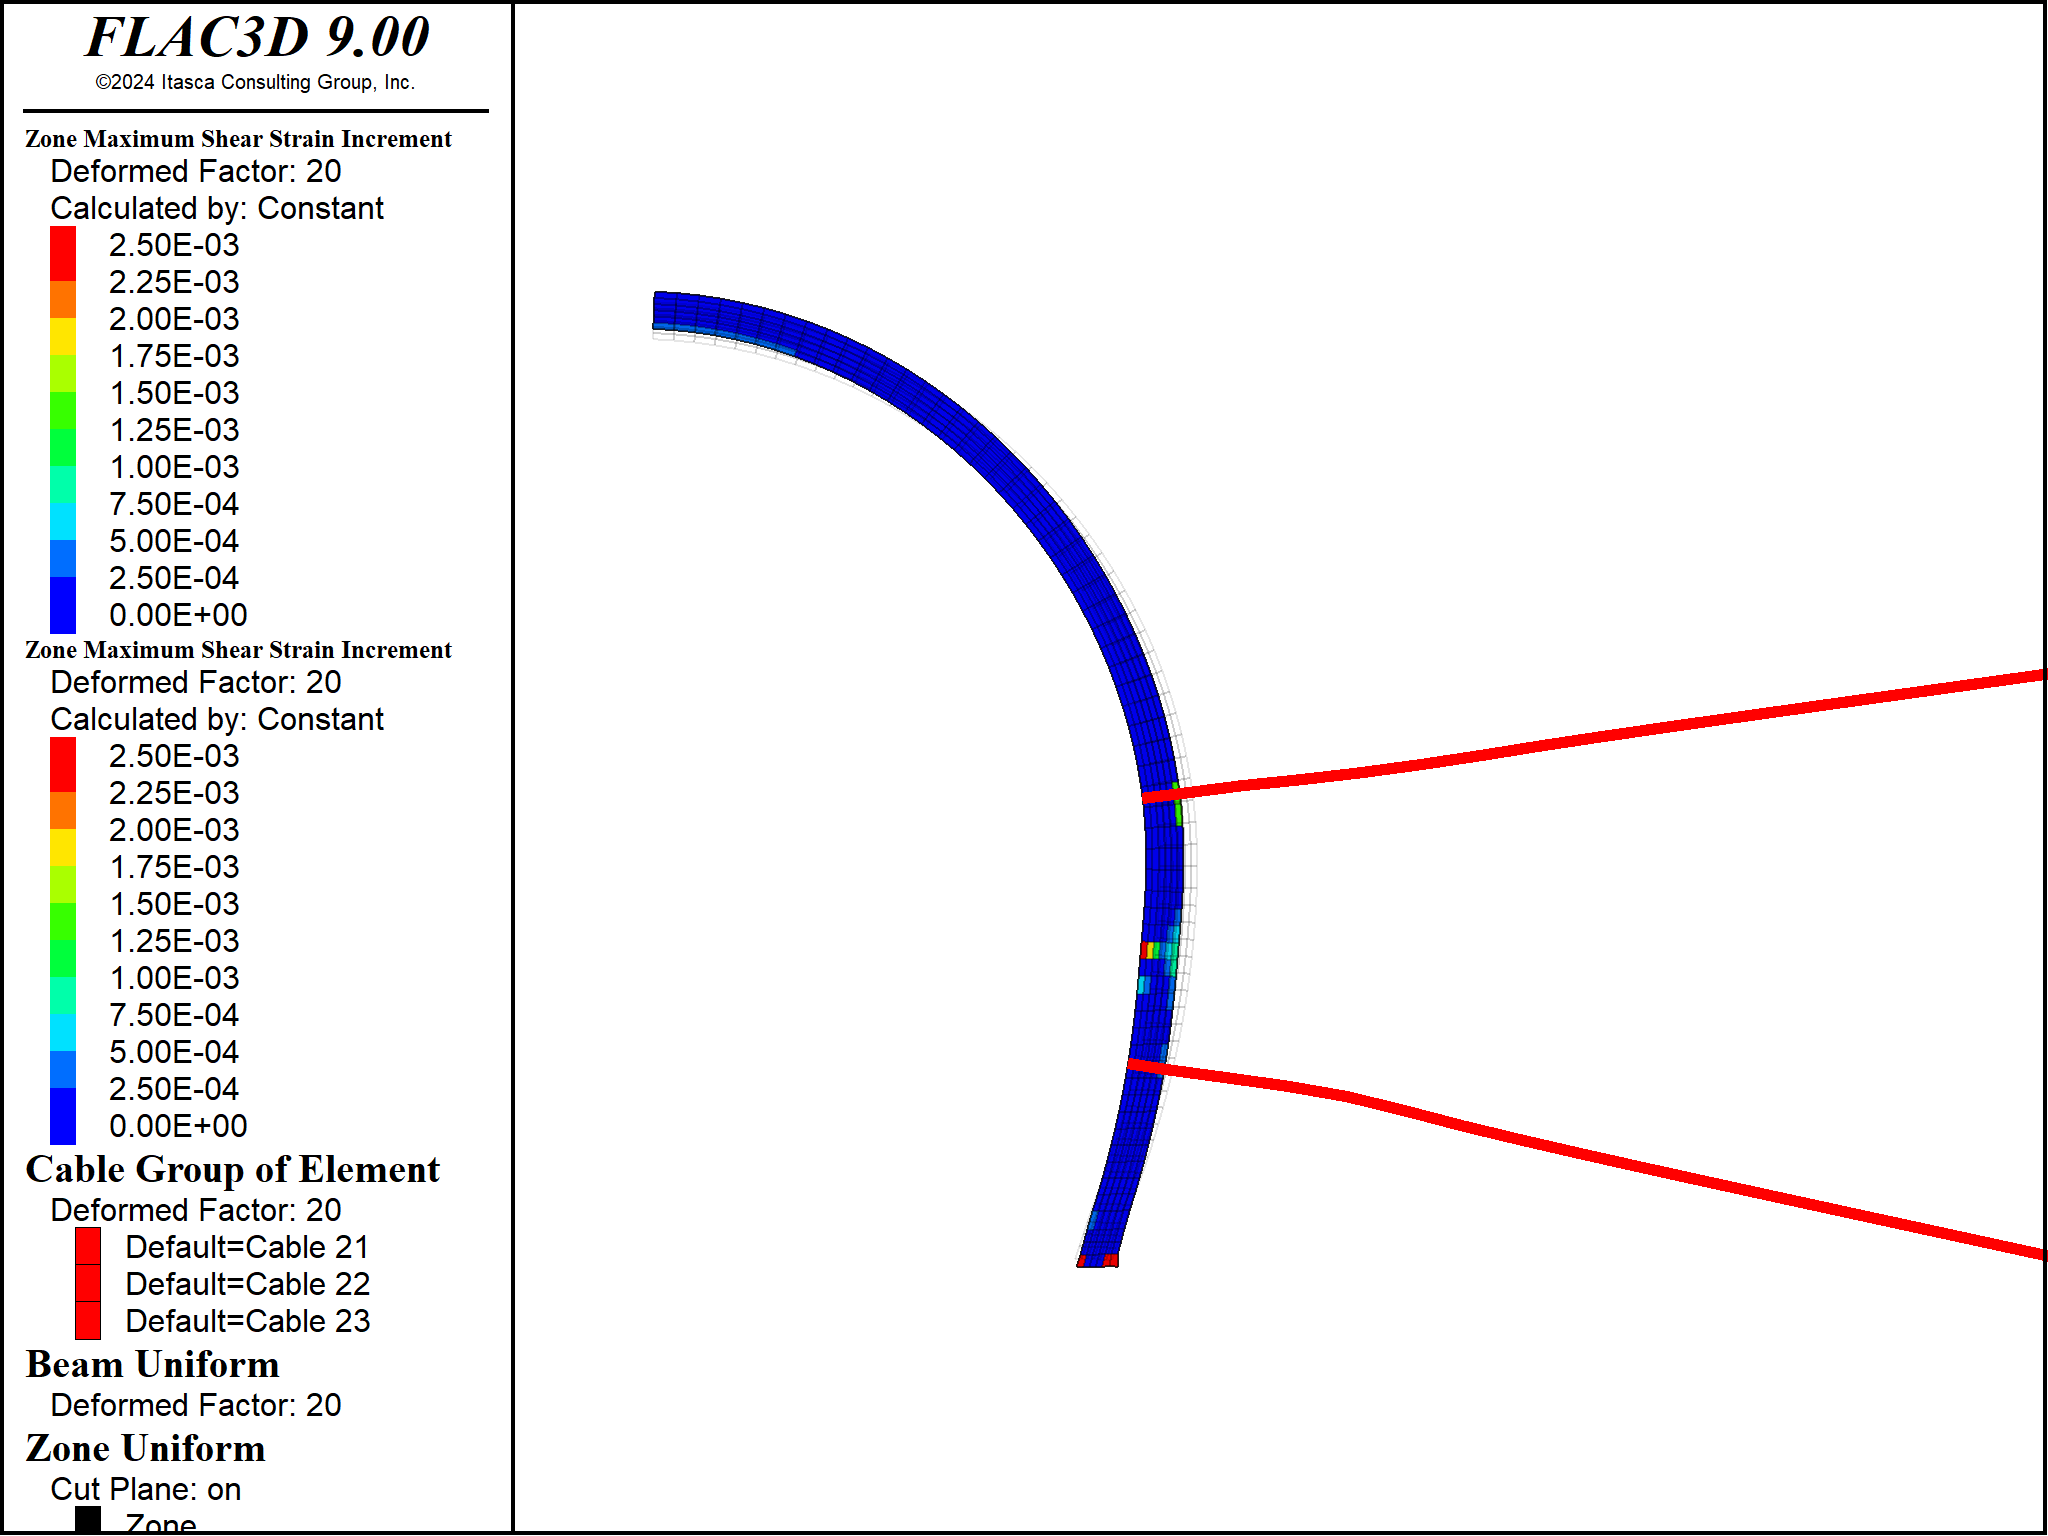 FLAC3D 9.00
©2024 Itasca Consulting Group, Inc.
Zone Maximum Shear Strain Increment
Deformed Factor: 20
Calculated by: Constant
2.50E-03
2.25E-03
2.00E-03
1.75E-03
1.50E-03
1.25E-03
1.00E-03
7.50E-04
5.00E-04
2.50E-04
0.00E+00
Zone Maximum Shear Strain Increment
Deformed Factor: 20
Calculated by: Constant
2.50E-03
2.25E-03
2.00E-03
1.75E-03
1.50E-03
1.25E-03
1.00E-03
7.50E-04
5.00E-04
2.50E-04
0.00E+00
Cable Group of Element
Deformed Factor: 20
Default=Cable 21
Default=Cable 22
Default=Cable 23
Beam Uniform
Deformed Factor: 20
Zone Uniform
Cut Plane: on
Zone